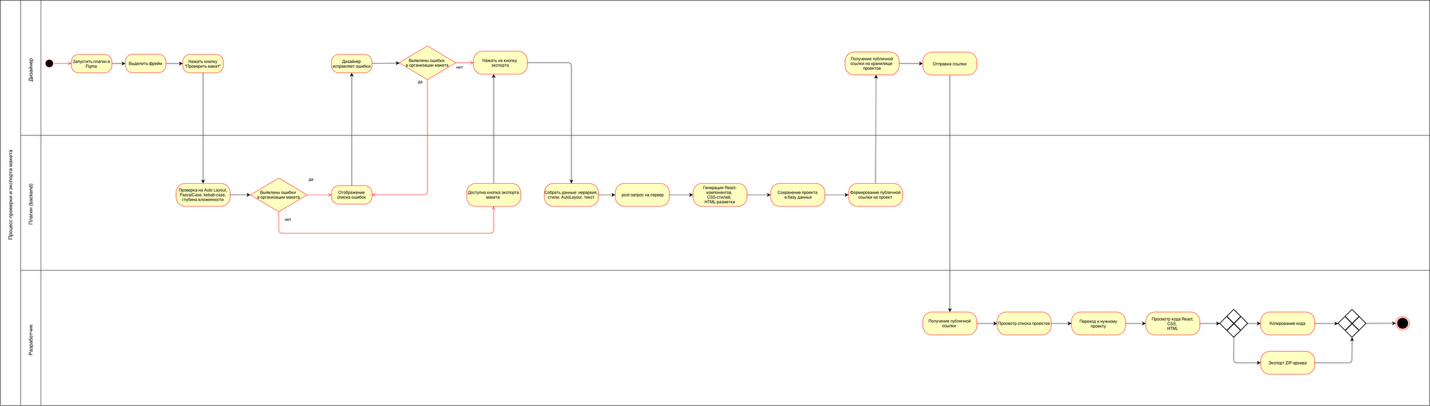 Процесс проверки и экспорта макета
Дизайнер
Запустить плагин в
Figma
Выделить фрейм
Нажать кнопку
"Проверить макет"
Дизайнер
исправляет ошибки
Выявлены ошибки
в организации макета
нет
да
Нажать на кнопку
экспорта
Получение публичной
ссылки на хранилище
проектов
Отправка ссылки
Плагин (backend)
Проверка на Auto Layout,
PascalCase, kebab-case,
глубина вложенности
Выявлены ошибки
в организации макета
да
нет
Отображение
списка ошибок
Доступна кнопка экспорта
макета
Собрать данные: иерархия,
стили, AutoLayout, текст
post-запрос на сервер
Генерация React-
компонентов,
CSS-стилей,
HTML-разметки
Сохранение проекта
в базу данных
Формирование публичной
ссылки на проект
Разработчик
Получение публичной
ссылки
Просмотр списка проектов
Переход к нужному
проекту
Просмотр кода React,
CSS,
HTML
Копирование кода
Экспорт ZIP-архива